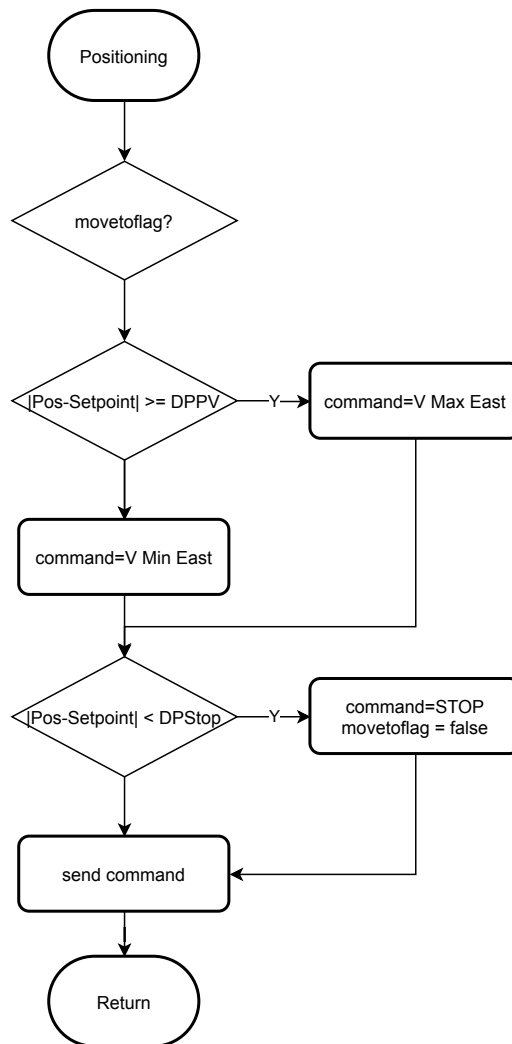 Positioning
movetoflag?
|Pos-Setpoint| >= DPPV
Y
command=V Max East
command=V Min East
|Pos-Setpoint| < DPStop
Y
command=STOP
movetoflag = false
send command
Return